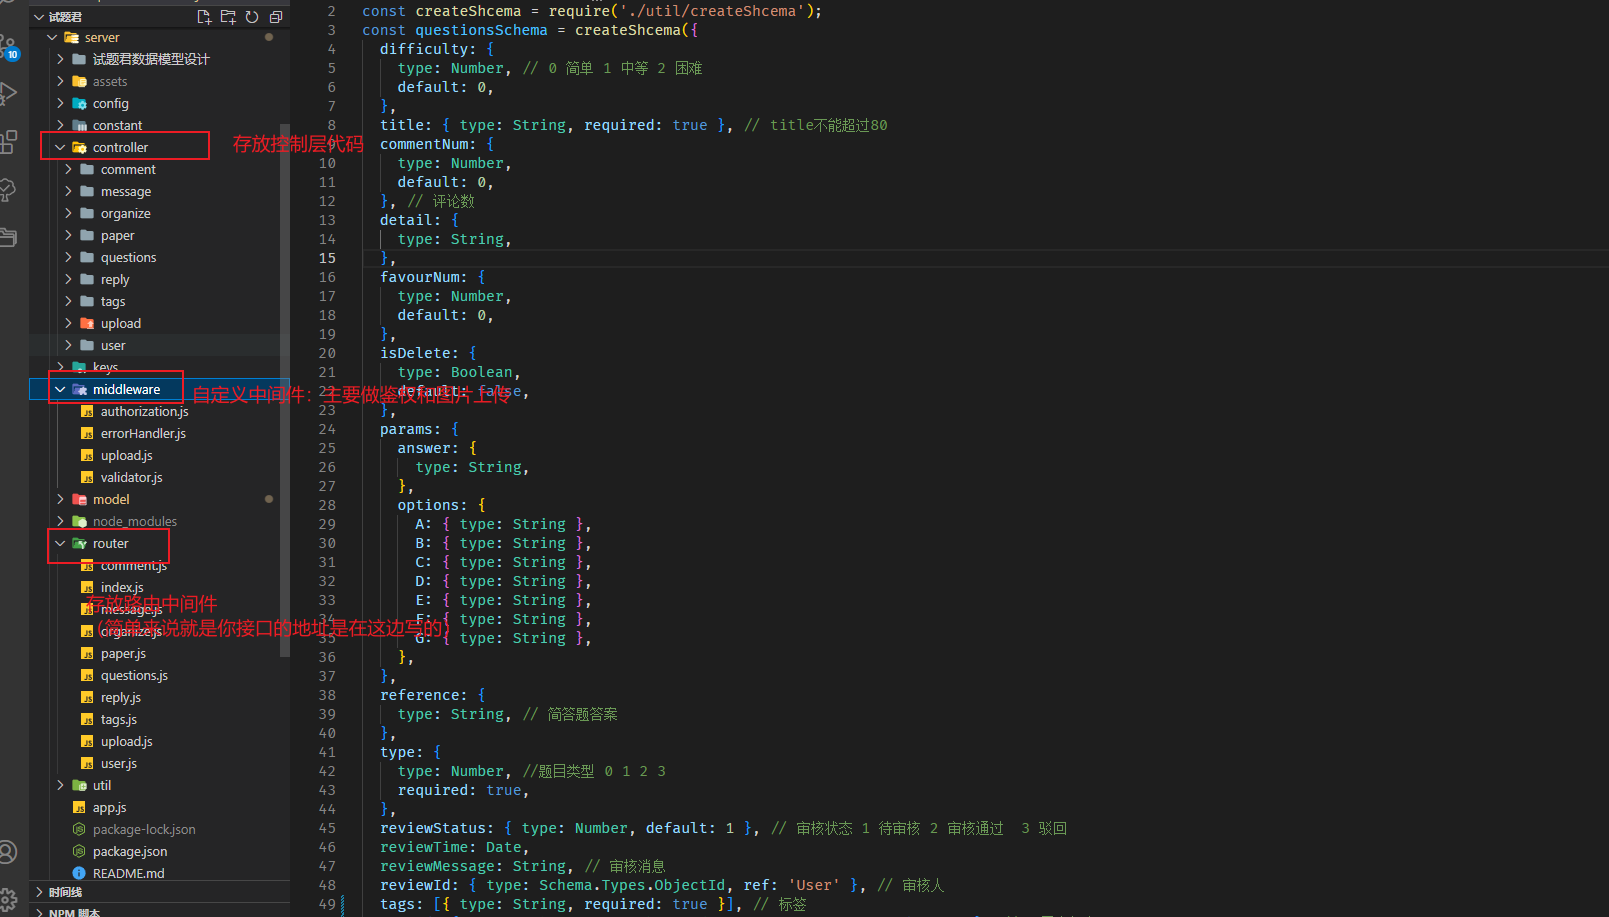 试题君
server
试题君数据模型设计
assets
config
constant
controller
存放控制层代码
comment
message
organize
paper
questions
reply
tags
upload
user
keys
middleware
自定义中间件：主要做鉴权和图片上传
authorization.js
errorHandler.js
upload.js
validator.js
model
node_modules
router
comment.js
index.js
存放路由中间件
message.js
（简单来说就是你接口的地址是在这边写的）
organize.js
paper.js
questions.js
reply.js
tags.js
upload.js
user.js
util
app.js
package-lock.json
package.json
README.md
时间线
NPM 脚本
10
2 const createShcema = require('./util/createShcema');
3 const questionsSchema = createShcema({
4 difficulty: {
5 type: Number, // 0 简单 1 中等 2 困难
6 default: 0,
7 },
8 title: { type: String, required: true }, // title不能超过80
9 commentNum: {
10 type: Number,
11 default: 0,
12 }, // 评论数
13 detail: {
14 type: String,
15 },
16 favourNum: {
17 type: Number,
18 default: 0,
19 },
20 isDelete: {
21 type: Boolean,
22 default: false,
23 },
24 params: {
25 answer: {
26 type: String,
27 },
28 options: {
29 A: { type: String },
30 B: { type: String },
31 C: { type: String },
32 D: { type: String },
33 E: { type: String },
34 F: { type: String },
35 G: { type: String },
36 },
37 },
38 reference: {
39 type: String, // 简答题答案
40 },
41 type: {
42 type: Number, //题目类型 0 1 2 3
43 required: true,
44 },
45 reviewStatus: { type: Number, default: 1 }, // 审核状态 1 待审核 2 审核通过 3 驳回
46 reviewTime: Date,
47 reviewMessage: String, // 审核消息
48 reviewId: { type: Schema.Types.ObjectId, ref: 'User' }, // 审核人
49 tags: [{ type: String, required: true }], // 标签